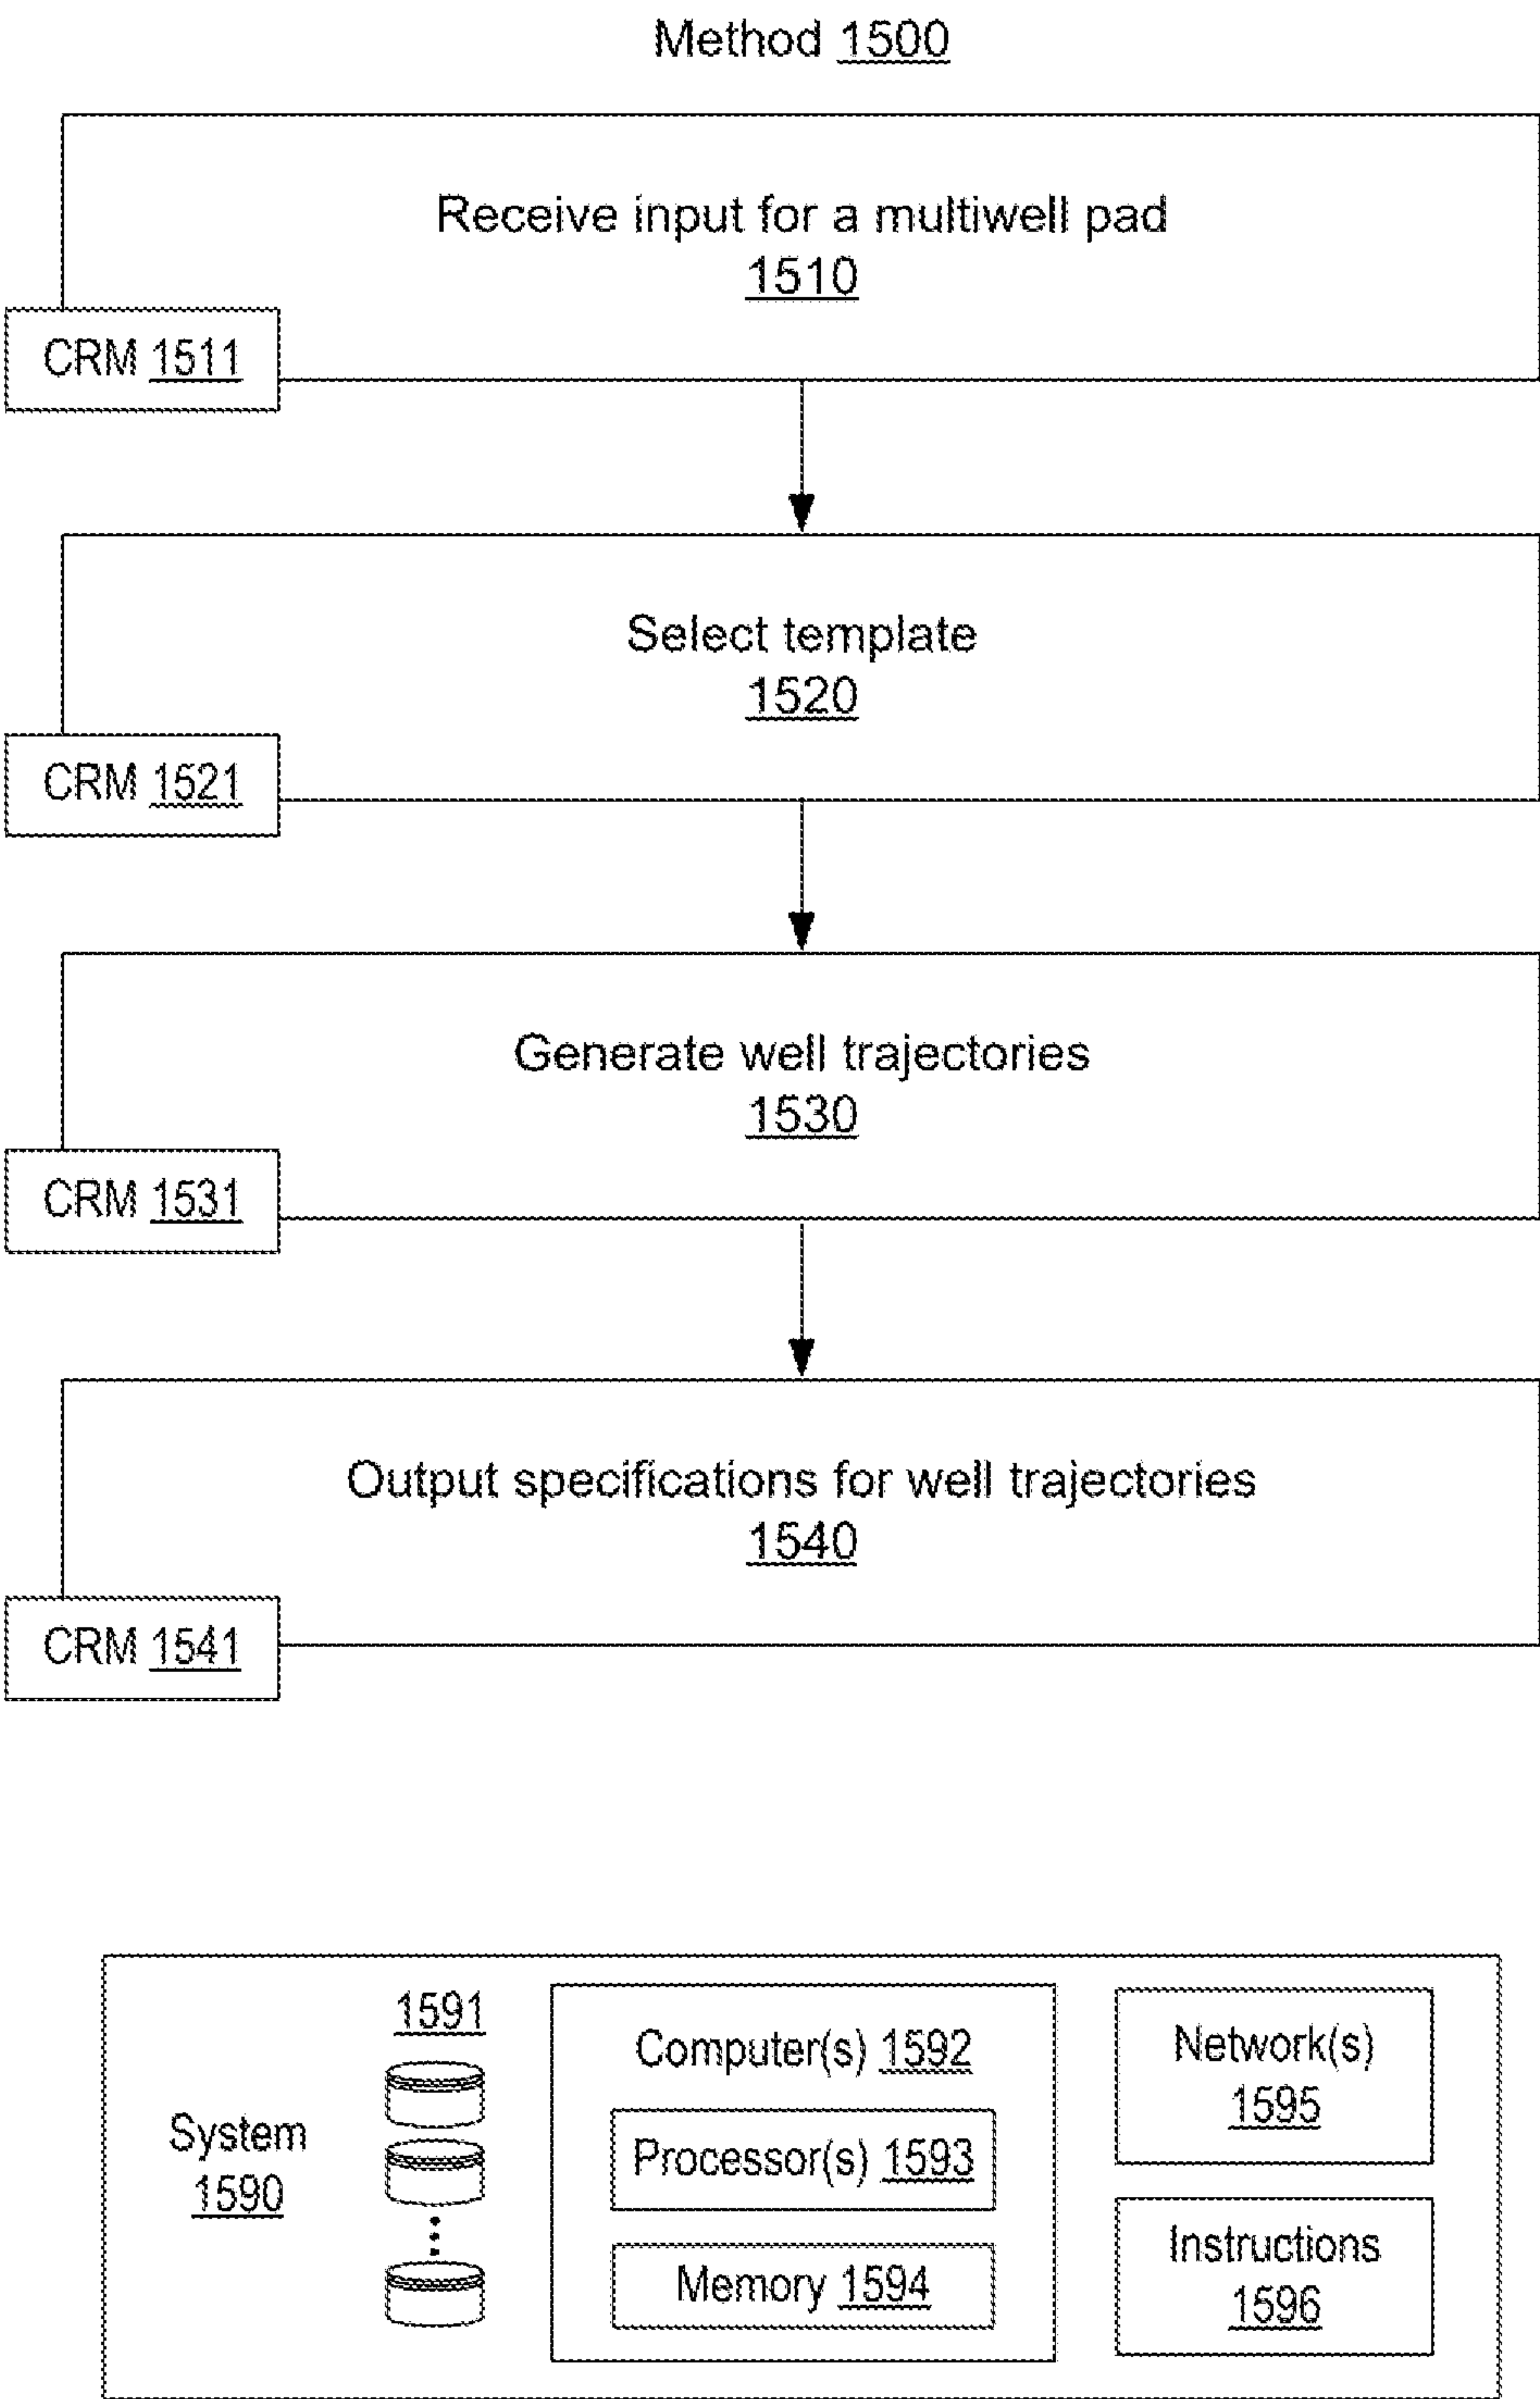 Method 1500
Receive input for a multiwell pad
1510
CRM 1511
Select template
1520
CRM 1521
Generate well trajectories
1530
CRM 1531
Output specifications for well trajectories
1540
CRM 1541
System
1590
1591
Computer(s) 1592
Processor(s) 1593
Memory 1594
Network(s)
1595
Instructions
1596